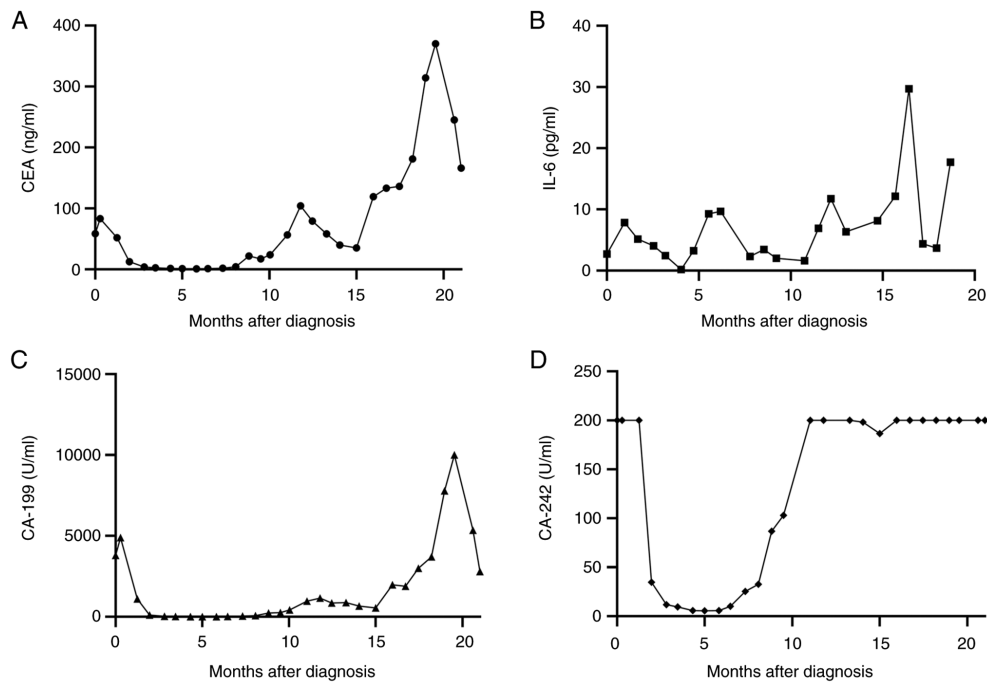 A
CEA (ng/ml)
400
300
200
100
0
0 5 10 15 20
Months after diagnosis
B
IL-6 (pg/ml)
40
30
20
10
0
0 5 10 15 20
Months after diagnosis
C
CA-199 (U/ml)
15000
10000
5000
0
0 5 10 15 20
Months after diagnosis
D
CA-242 (U/ml)
250
200
150
100
50
0
0 5 10 15 20
Months after diagnosis